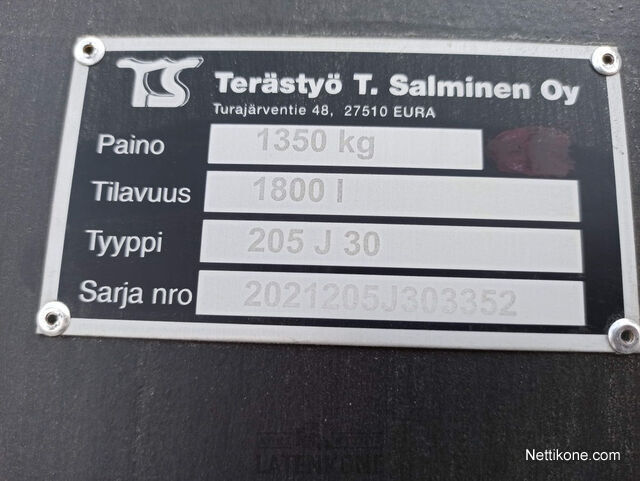 TS
Terästyö T. Salminen Oy
Turajärventie 48, 27510 EURA
Paino 1350 kg
Tilavuus 1800 l
Tyyppi 205 J 30
Sarja nro 2021205J303352
LATOMKONE
Nettikone.com